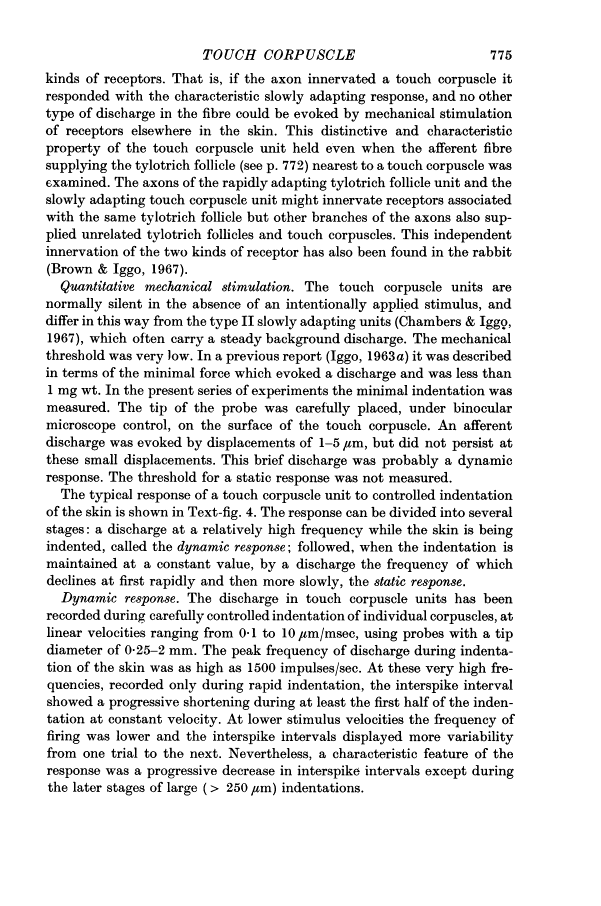 TOUCH CORPUSCLE 775
kinds of receptors. That is, if the axon innervated a touch corpuscle it
responded with the characteristic slowly adapting response, and no other
type of discharge in the fibre could be evoked by mechanical stimulation
of receptors elsewhere in the skin. This distinctive and characteristic
property of the touch corpuscle unit held even when the afferent fibre
supplying the tylotrich follicle (see p. 772) nearest to a touch corpuscle was
examined. The axons of the rapidly adapting tylotrich follicle unit and the
slowly adapting touch corpuscle unit might innervate receptors associated
with the same tylotrich follicle but other branches of the axons also sup-
plied unrelated tylotrich follicles and touch corpuscles. This independent
innervation of the two kinds of receptor has also been found in the rabbit
(Brown & Iggo, 1967).
Quantitative mechanical stimulation. The touch corpuscle units are
normally silent in the absence of an intentionally applied stimulus, and
differ in this way from the type II slowly adapting units (Chambers & Iggo,
1967), which often carry a steady background discharge. The mechanical
threshold was very low. In a previous report (Iggo, 1963a) it was described
in terms of the minimal force which evoked a discharge and was less than
1 mg wt. In the present series of experiments the minimal indentation was
measured. The tip of the probe was carefully placed, under binocular
microscope control, on the surface of the touch corpuscle. An afferent
discharge was evoked by displacements of 1–5 μm, but did not persist at
these small displacements. This brief discharge was probably a dynamic
response. The threshold for a static response was not measured.
The typical response of a touch corpuscle unit to controlled indentation
of the skin is shown in Text-fig. 4. The response can be divided into several
stages: a discharge at a relatively high frequency while the skin is being
indented, called the dynamic response; followed, when the indentation is
maintained at a constant value, by a discharge the frequency of which
declines at first rapidly and then more slowly, the static response.
Dynamic response. The discharge in touch corpuscle units has been
recorded during carefully controlled indentation of individual corpuscles, at
linear velocities ranging from 0·1 to 10 μm/msec, using probes with a tip
diameter of 0·25–2 mm. The peak frequency of discharge during indenta-
tion of the skin was as high as 1500 impulses/sec. At these very high fre-
quencies, recorded only during rapid indentation, the interspike interval
showed a progressive shortening during at least the first half of the inden-
tation at constant velocity. At lower stimulus velocities the frequency of
firing was lower and the interspike intervals displayed more variability
from one trial to the next. Nevertheless, a characteristic feature of the
response was a progressive decrease in interspike intervals except during
the later stages of large (> 250 μm) indentations.